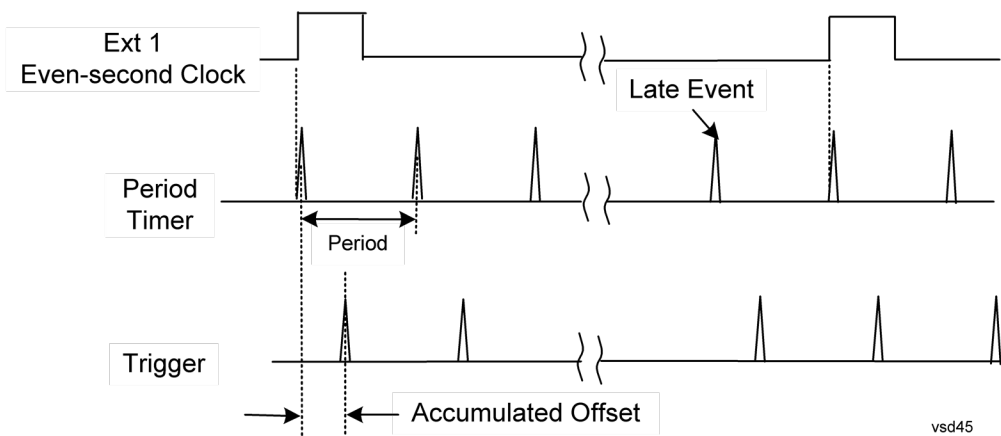 Ext 1
Even-second Clock
Late Event
Period
Timer
Period
Trigger
Accumulated Offset
vsd45